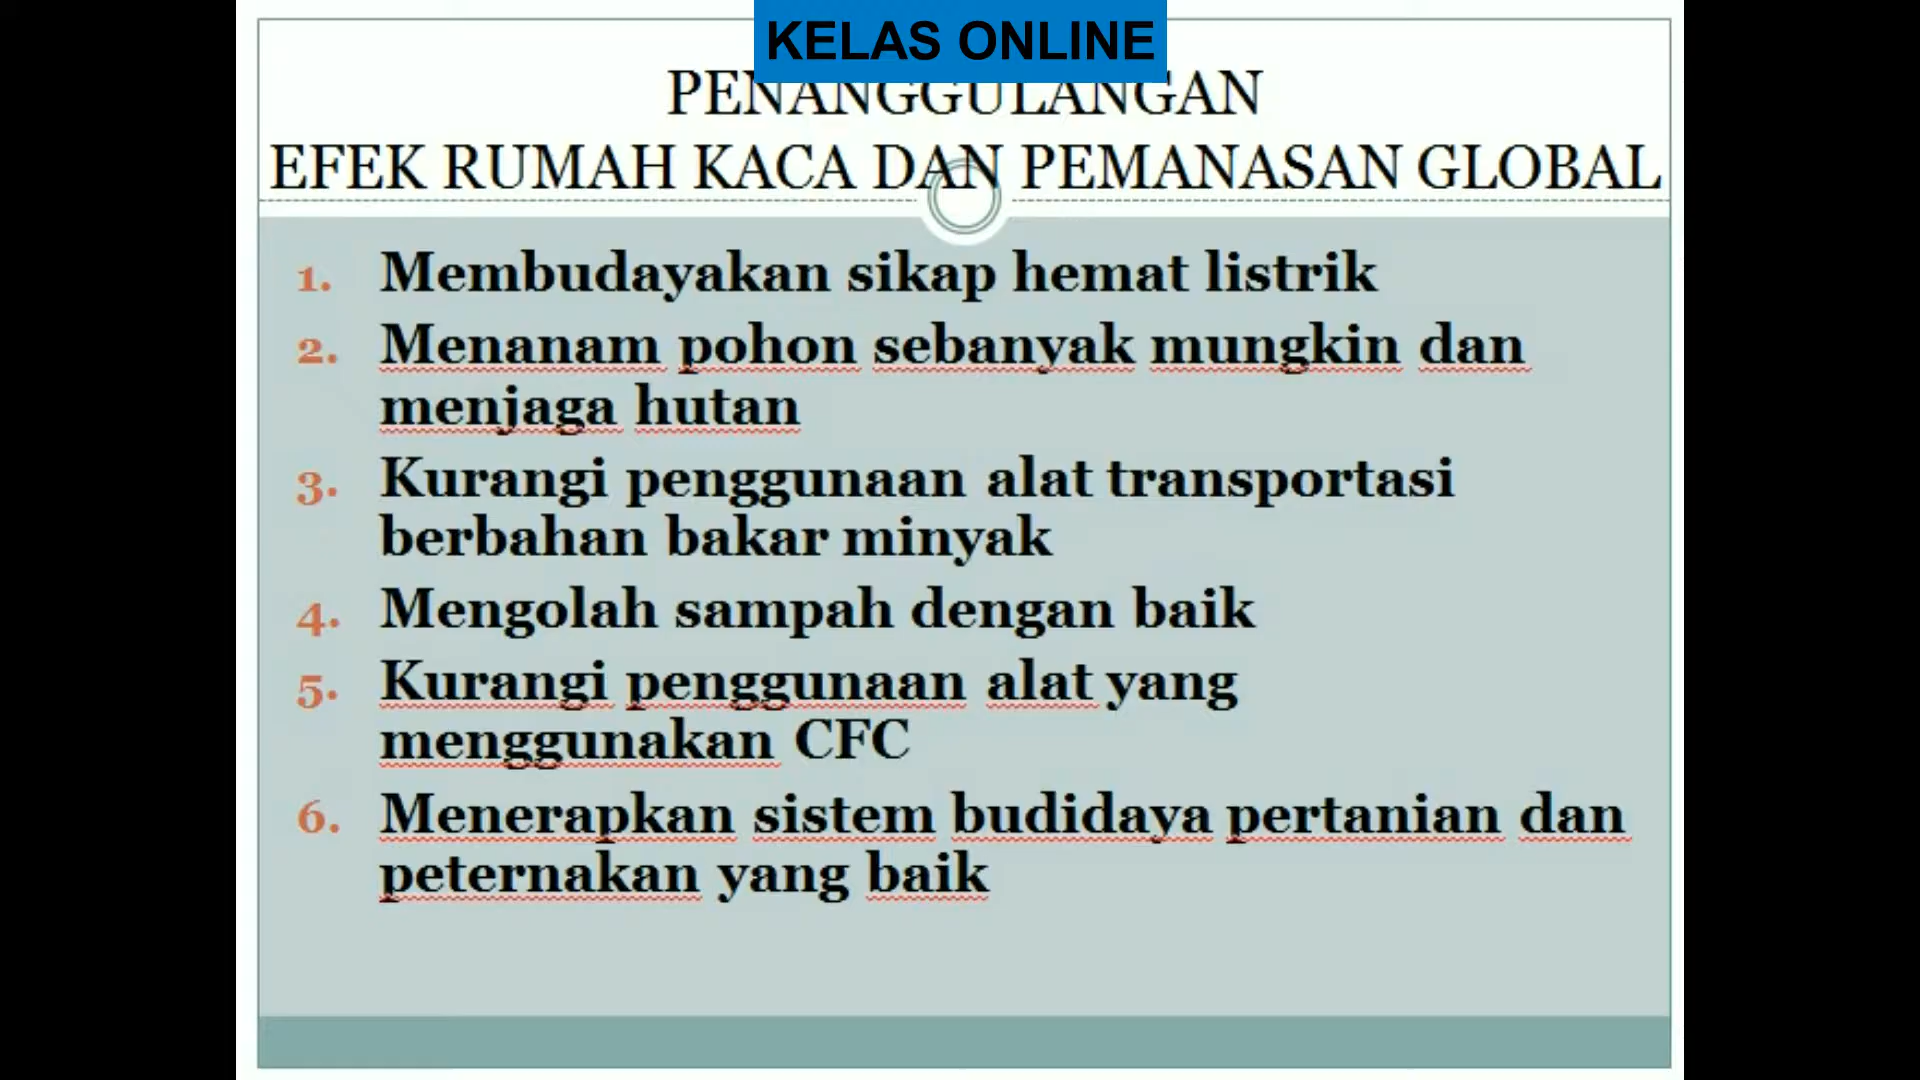 KELAS ONLINE
PENANGGULANGAN
EFEK RUMAH KACA DAN PEMANASAN GLOBAL
1. Membudayakan sikap hemat listrik
2. Menanam pohon sebanyak mungkin dan
menjaga hutan
3. Kurangi penggunaan alat transportasi
berbahan bakar minyak
4. Mengolah sampah dengan baik
5. Kurangi penggunaan alat yang
menggunakan CFC
6. Menerapkan sistem budidaya pertanian dan
peternakan yang baik